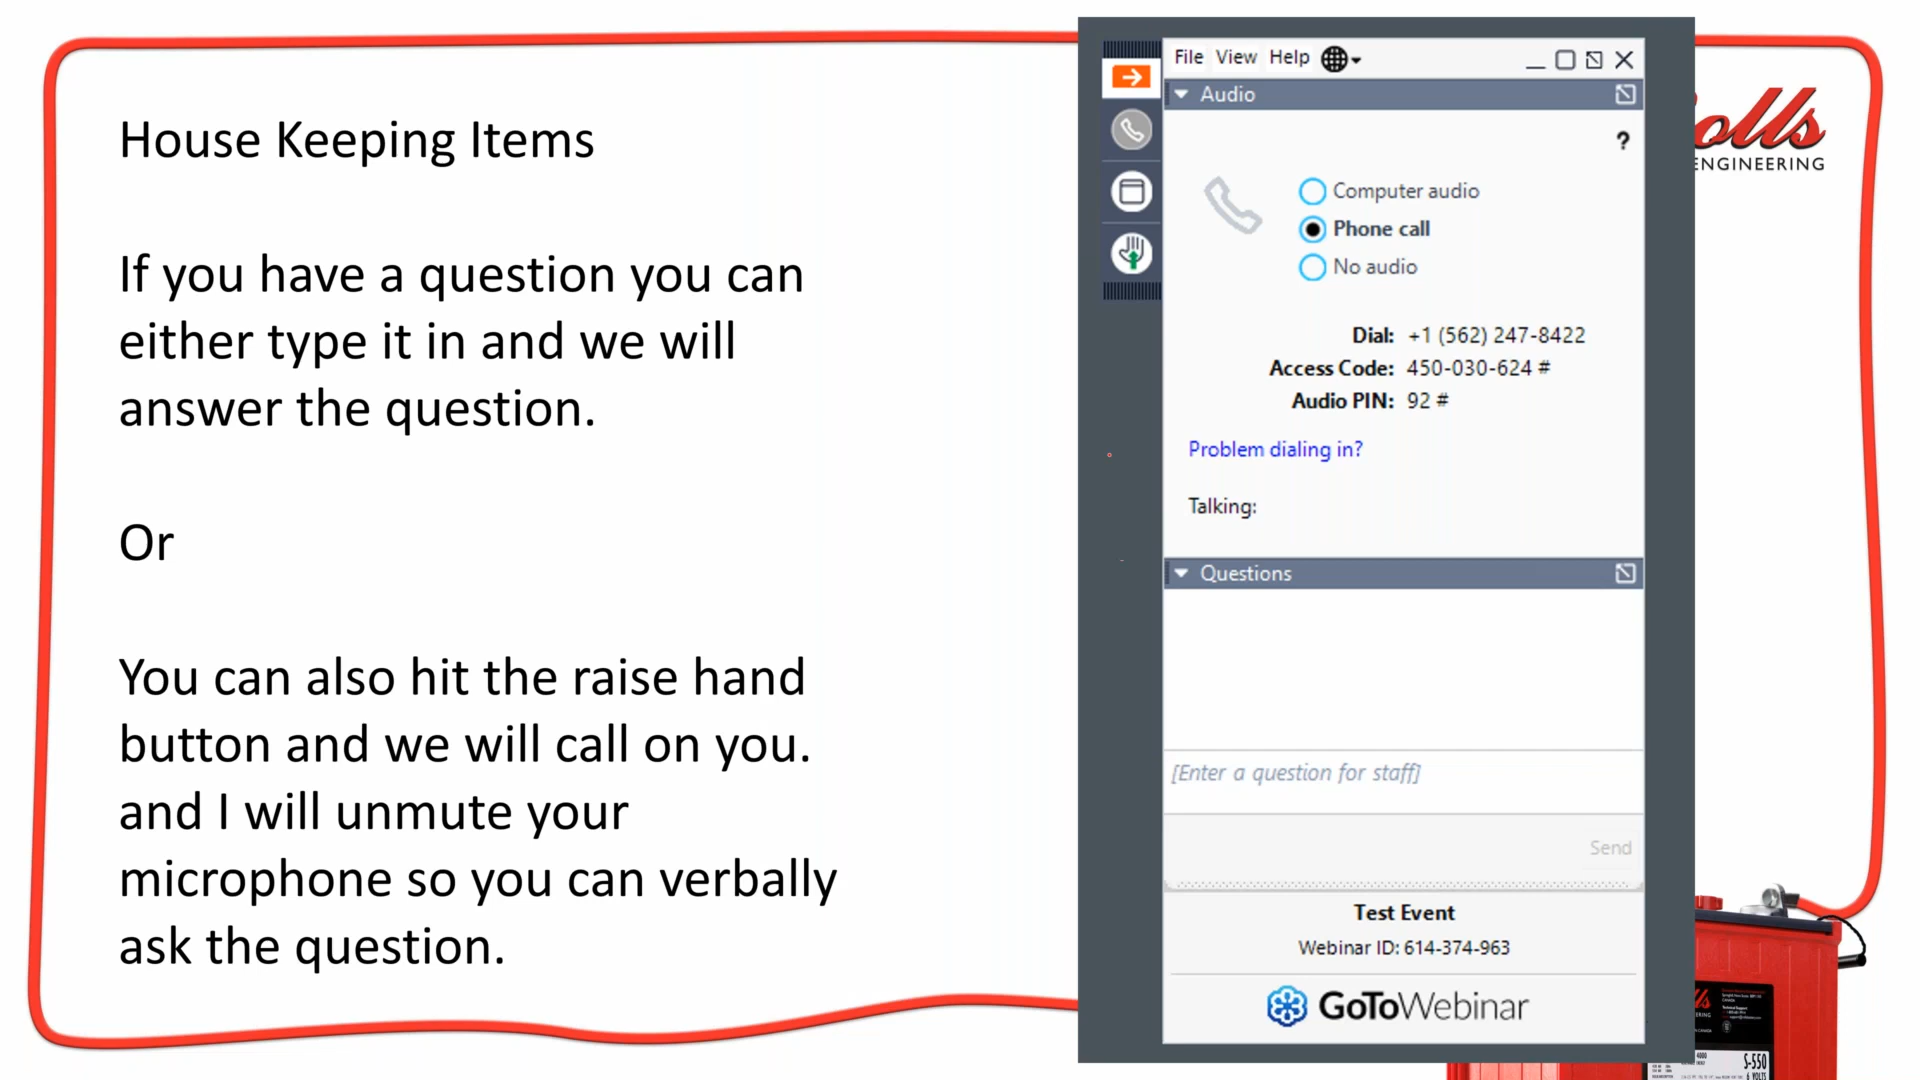 House Keeping Items
If you have a question you can
either type it in and we will
answer the question.
Or
You can also hit the raise hand
button and we will call on you.
and I will unmute your
microphone so you can verbally
ask the question.
File View Help
Audio
?
Computer audio
Phone call
No audio
Dial: +1 (562) 247-8422
Access Code: 450-030-624 #
Audio PIN: 92 #
Problem dialing in?
Talking:
Questions
[Enter a question for staff]
Send
Test Event
Webinar ID: 614-374-963
GoToWebinar
olls
ENGINEERING
S-550
6 VOLTS